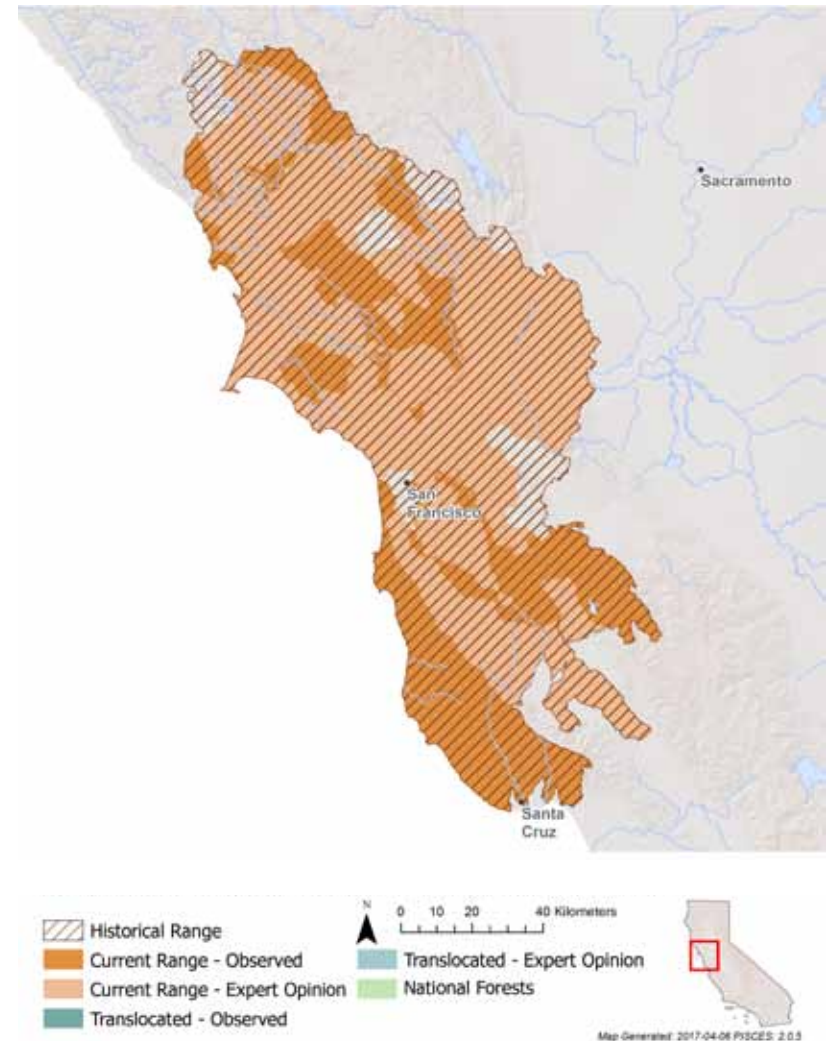 Sacramento
San
Francisco
Santa
Cruz
N
0 10 20 40 Kilometers
Historical Range
Current Range - Observed
Current Range - Expert Opinion
Translocated - Observed
Translocated - Expert Opinion
National Forests
Map Generated: 2017-04-06 PISCES: 2.0.5